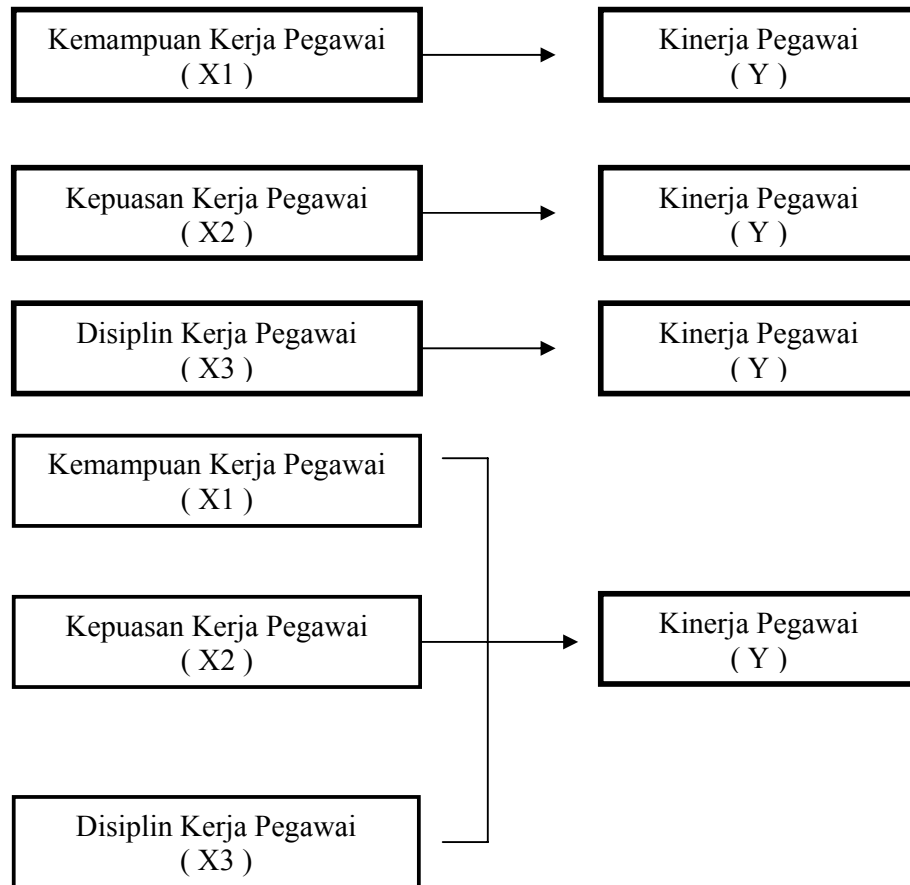 Kemampuan Kerja Pegawai
( X1 )
Kinerja Pegawai
( Y )
Kepuasan Kerja Pegawai
( X2 )
Kinerja Pegawai
( Y )
Disiplin Kerja Pegawai
( X3 )
Kinerja Pegawai
( Y )
Kemampuan Kerja Pegawai
( X1 )
Kepuasan Kerja Pegawai
( X2 )
Kinerja Pegawai
( Y )
Disiplin Kerja Pegawai
( X3 )